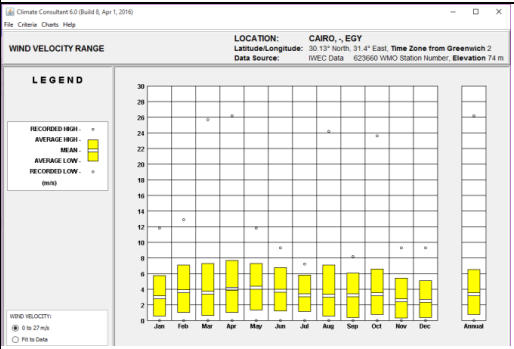 Climate Consultant 6.0 (Build 8, Apr 1, 2016)
File Criteria Charts Help
WIND VELOCITY RANGE
LOCATION: CAIRO, -, EGY
Latitude/Longitude: 30.13° North, 31.4° East, Time Zone from Greenwich 2
Data Source: IWEC Data 623660 WMO Station Number, Elevation 74 m
LEGEND
RECORDED HIGH -
AVERAGE HIGH -
MEAN -
AVERAGE LOW -
RECORDED LOW -
(m/s)
WIND VELOCITY:
0 to 27 m/s
Fit to Data
30
28
26
24
22
20
18
16
14
12
10
8
6
4
2
0
Jan Feb Mar Apr May Jun Jul Aug Sep Oct Nov Dec Annual